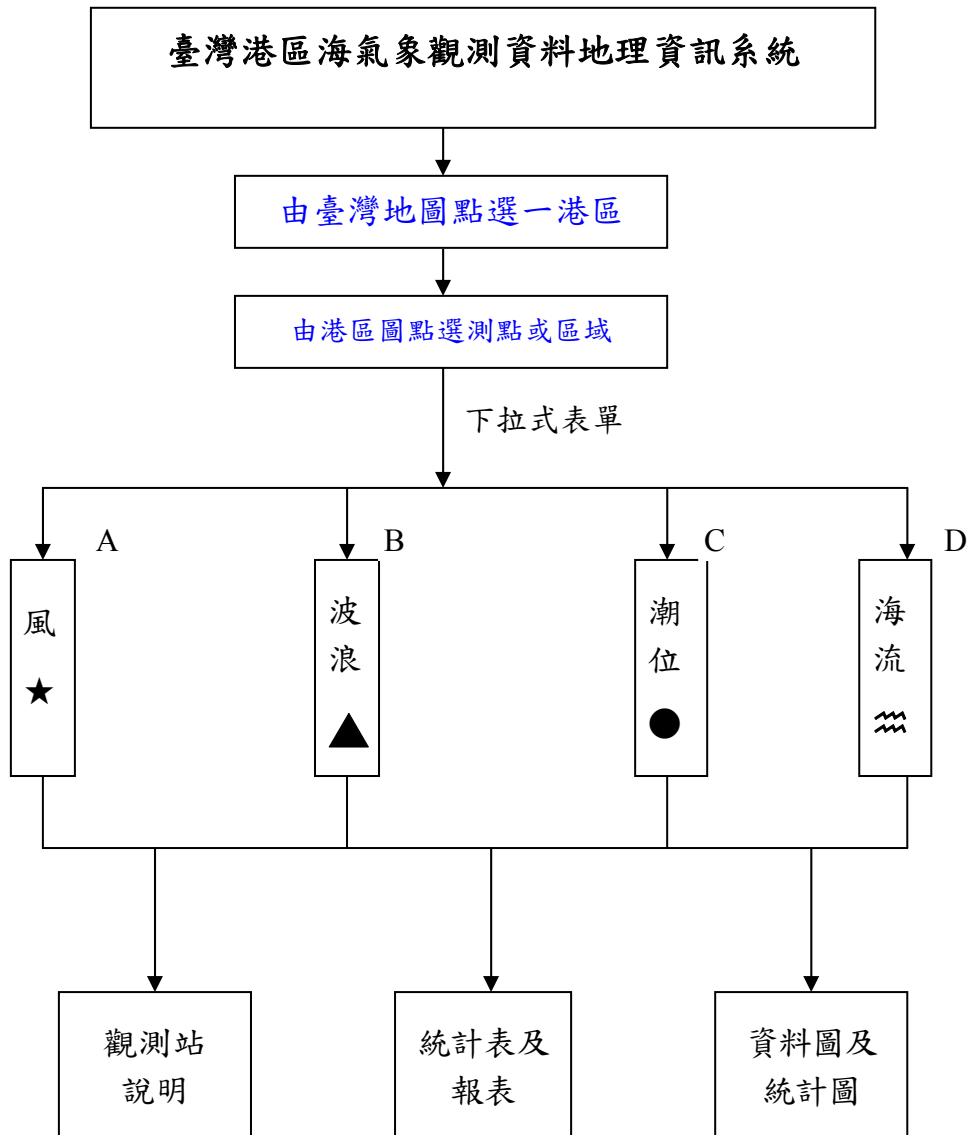 臺灣港區海氣象觀測資料地理資訊系統
由臺灣地圖點選一港區
由港區圖點選測點或區域
下拉式表單
A
B
C
D
風
★
波
浪
▲
潮
位
●
海
流
觀測站
說明
統計表及
報表
資料圖及
統計圖